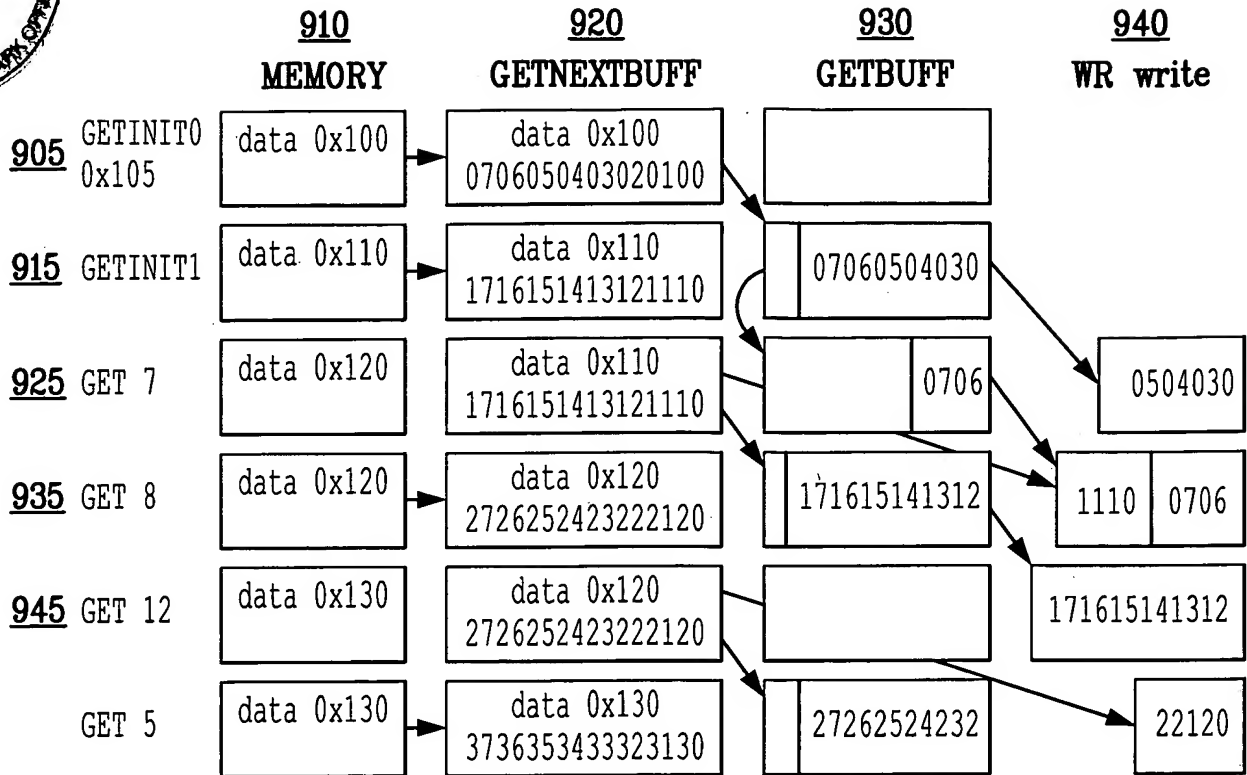 910 920 930 940
MEMORY GETNEXTBUFF GETBUFF WR write
905 GETINIT0 0x105
data 0x100
data 0x100
0706050403020100
915 GETINIT1
data 0x110
data 0x110
1716151413121110
07060504030
925 GET 7
data 0x120
data 0x110
1716151413121110
0706
0504030
935 GET 8
data 0x120
data 0x120
2726252423222120
171615141312
1110 0706
945 GET 12
data 0x130
data 0x120
2726252423222120
171615141312
GET 5
data 0x130
data 0x130
3736353433323130
27262524232
22120